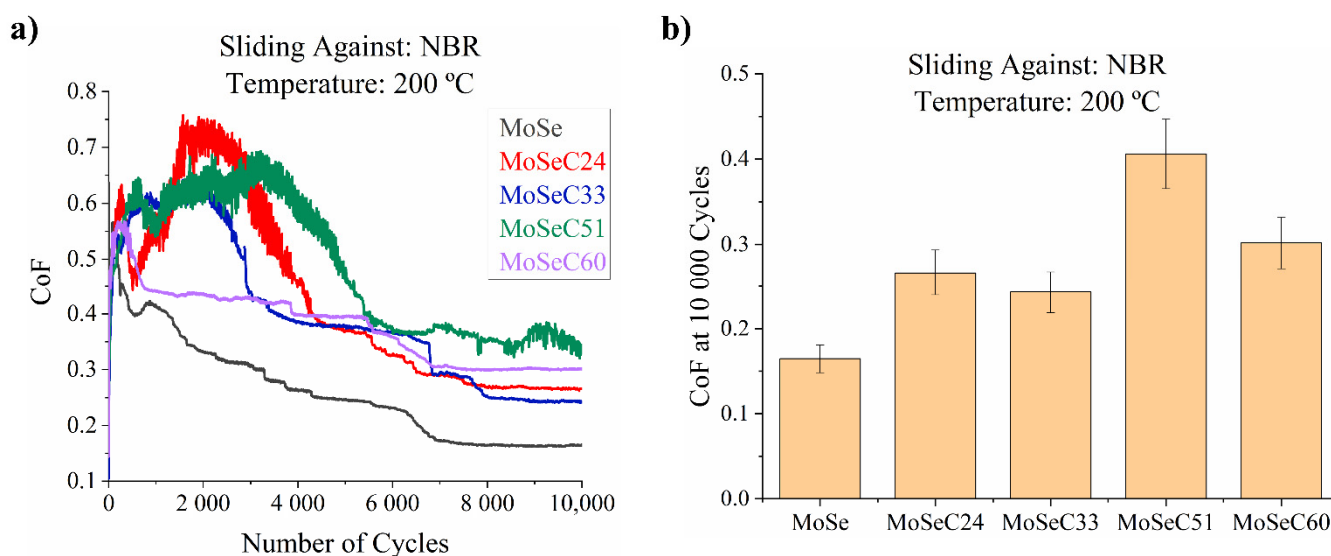 a)
Sliding Against: NBR
Temperature: 200 ºC
0.8
0.7
0.6
0.5
0.4
0.3
0.2
0.1
CoF
MoSe
MoSeC24
MoSeC33
MoSeC51
MoSeC60
0
2 000
4 000
6 000
8 000
10,000
Number of Cycles
b)
Sliding Against: NBR
Temperature: 200 ºC
0.5
0.4
0.3
0.2
0.1
0.0
CoF at 10 000 Cycles
MoSe
MoSeC24
MoSeC33
MoSeC51
MoSeC60